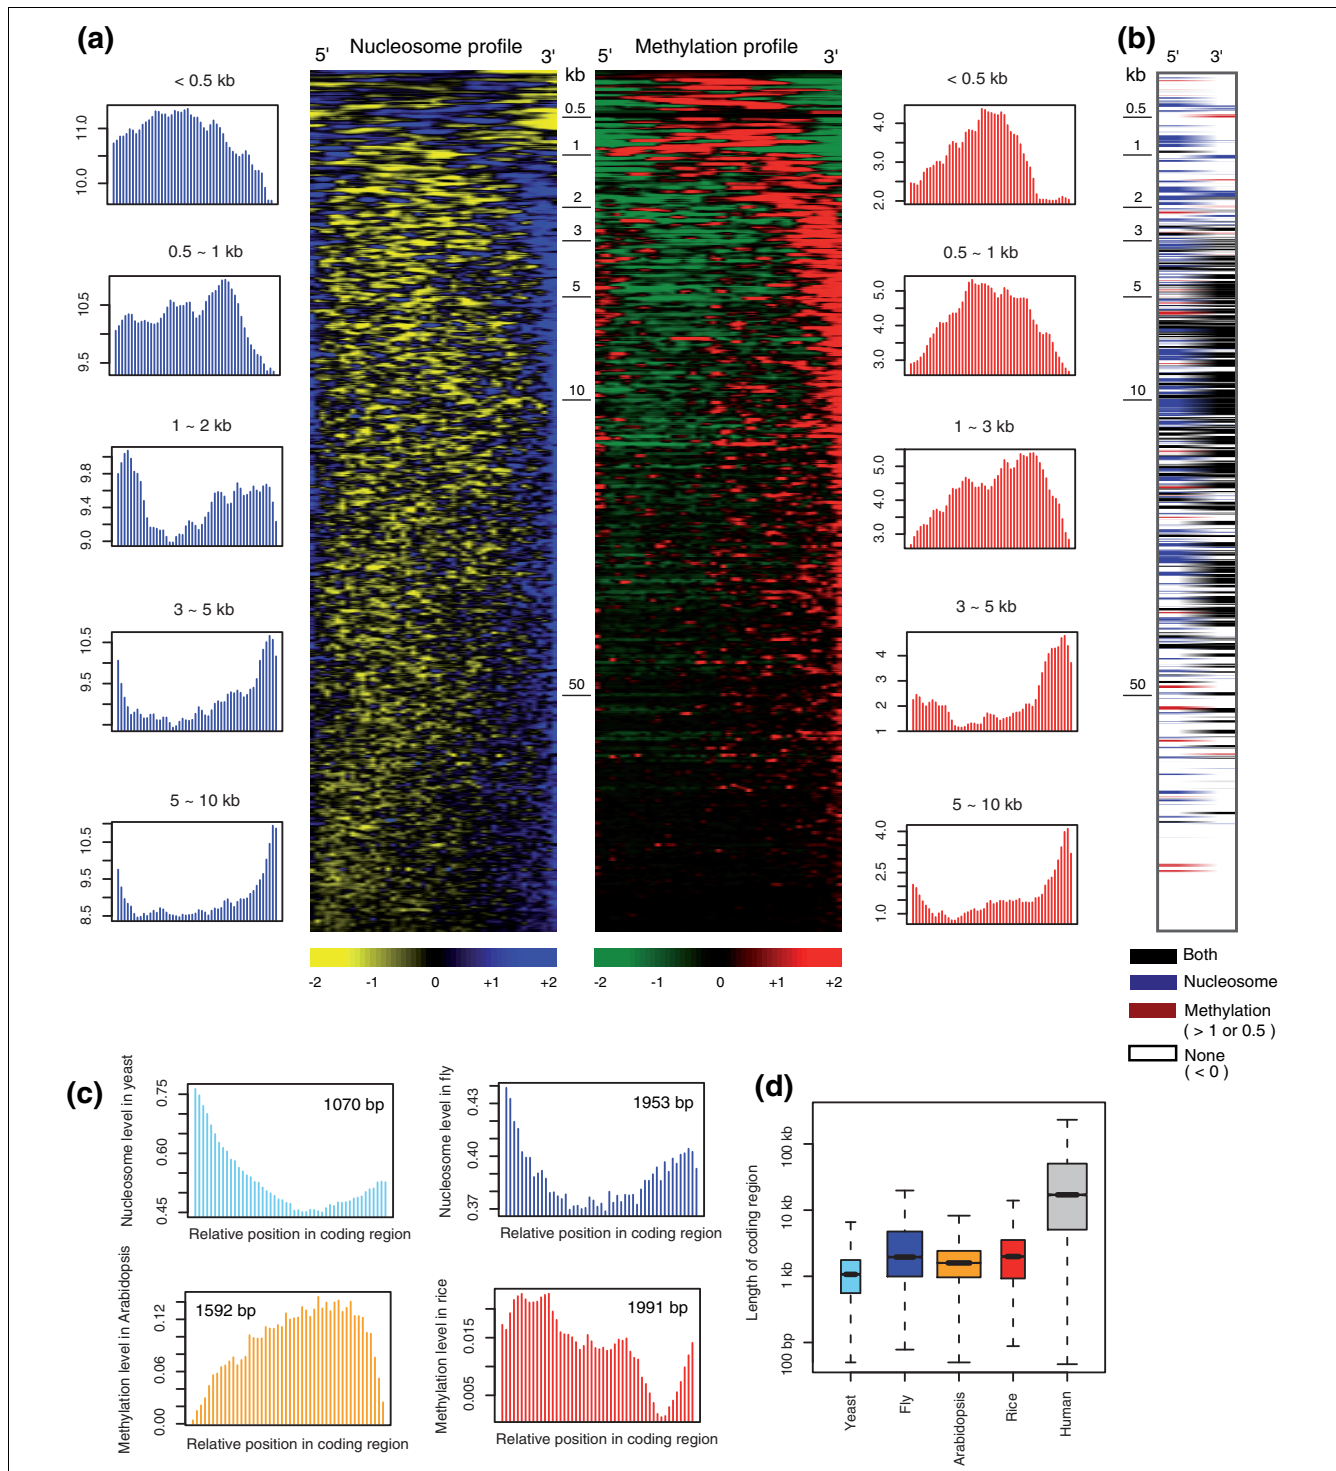 (a)
5' Nucleosome profile 3'
5' Methylation profile 3'
(b)
5' 3'
kb
0.5
1
2
3
5
10
50
kb
0.5
1
2
3
5
10
50
< 0.5 kb
11.0
10.0
0.5 ~ 1 kb
10.5
9.5
1 ~ 2 kb
9.8
9.4
9.0
3 ~ 5 kb
10.5
9.5
5 ~ 10 kb
10.5
9.5
8.5
< 0.5 kb
4.0
3.0
2.0
0.5 ~ 1 kb
5.0
4.0
3.0
1 ~ 3 kb
5.0
4.0
3.0
3 ~ 5 kb
4
3
2
1
5 ~ 10 kb
4.0
2.5
1.0
-2 -1 0 +1 +2
-2 -1 0 +1 +2
Both
Nucleosome
Methylation
( > 1 or 0.5 )
None
( < 0 )
(c)
Nucleosome level in yeast
0.75
0.60
0.45
1070 bp
Relative position in coding region
Nucleosome level in fly
0.43
0.40
0.37
1953 bp
Relative position in coding region
Methylation level in Arabidopsis
0.12
0.06
0.00
1592 bp
Relative position in coding region
Methylation level in rice
0.015
0.005
1991 bp
Relative position in coding region
(d)
Length of coding region
100 kb
10 kb
1 kb
100 bp
Yeast
Fly
Arabidopsis
Rice
Human